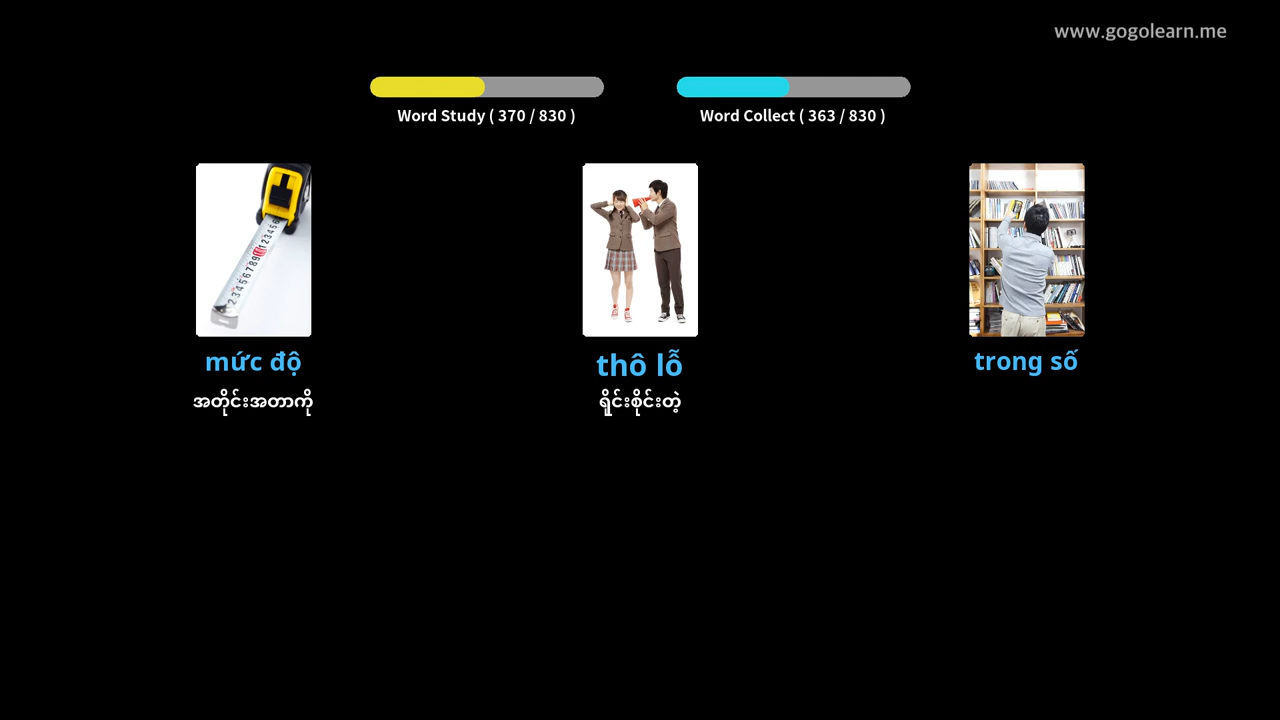 www.gogolearn.me
Word Study ( 370 / 830 )
Word Collect ( 363 / 830 )
mức độ
အတိုင်းအတာကို
thô lỗ
ရိုင်းစိုင်းတဲ့
trong số